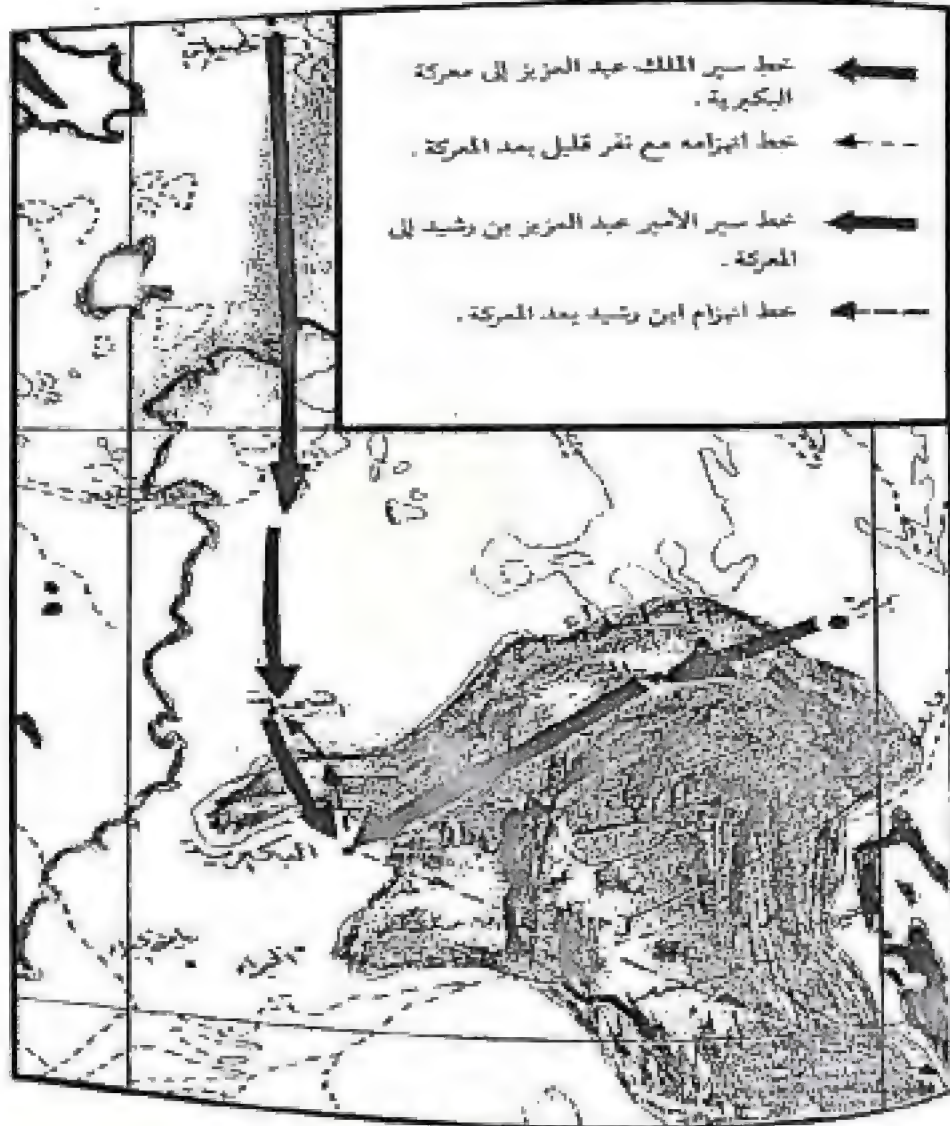 خط سير الملك عبد العزيز إلى معركة
البكيرية .
خط انهزامه مع نفر قليل بعد المعركة .
خط سير الأمير عبد العزيز بن رشيد إلى
المعركة .
خط انهزام ابن رشيد بعد المعركة .
البكيرية